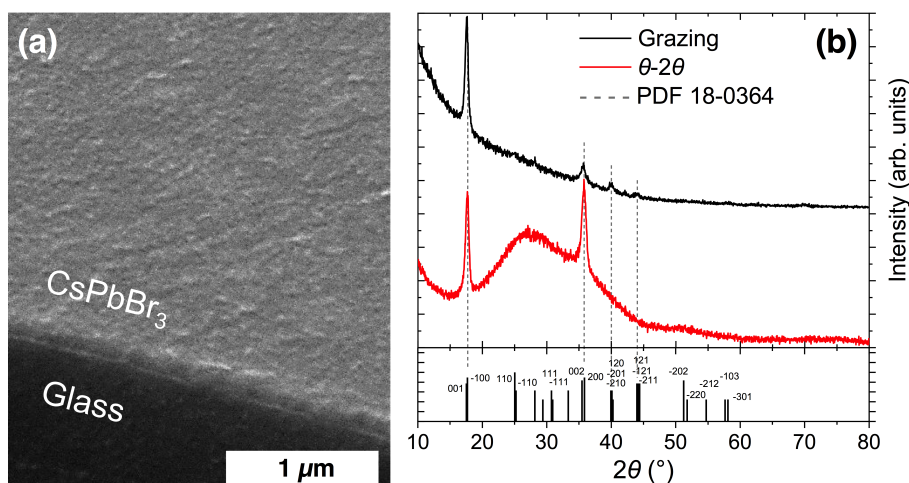 (a)
CsPbBr₃
Glass
1 µm
(b)
Grazing
θ-2θ
PDF 18-0364
Intensity (arb. units)
120 121
002 -201 -121
111 200 -210 -211 -202 -103
001 -100 110 -110 -111 -220 -212 -301
10 20 30 40 50 60 70 80
2θ (°)